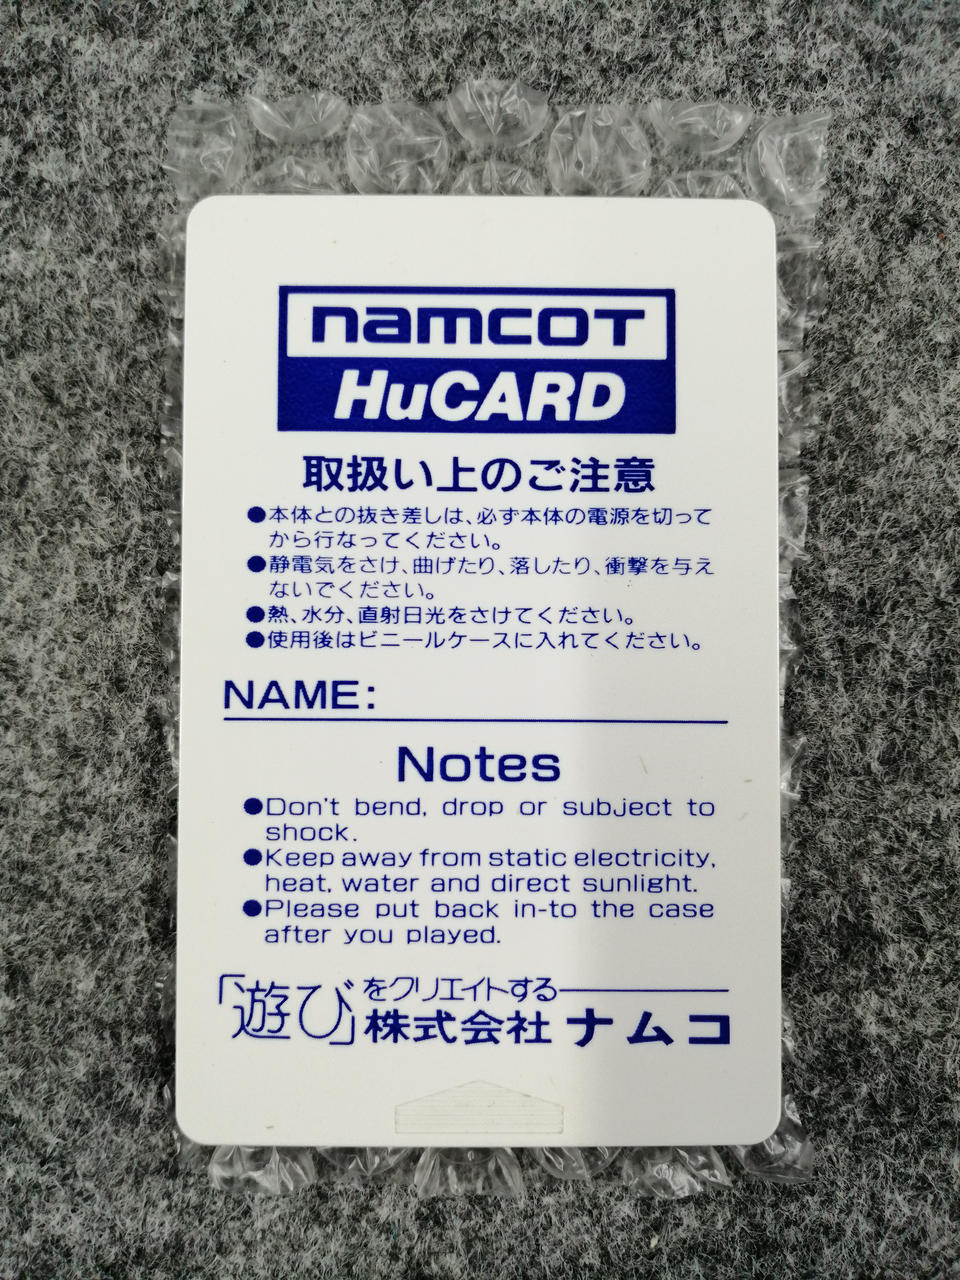 namcot
HuCARD
取扱い上のご注意
●本体との抜き差しは、必ず本体の電源を切って
から行なってください。
●静電気をさけ、曲げたり、落したり、衝撃を与え
ないでください。
●熱、水分、直射日光をさけてください。
●使用後はビニールケースに入れてください。
NAME:
Notes
●Don't bend, drop or subject to
shock.
●Keep away from static electricity,
heat, water and direct sunlight.
●Please put back in-to the case
after you played.
「遊び」をクリエイトする
株式会社ナムコ